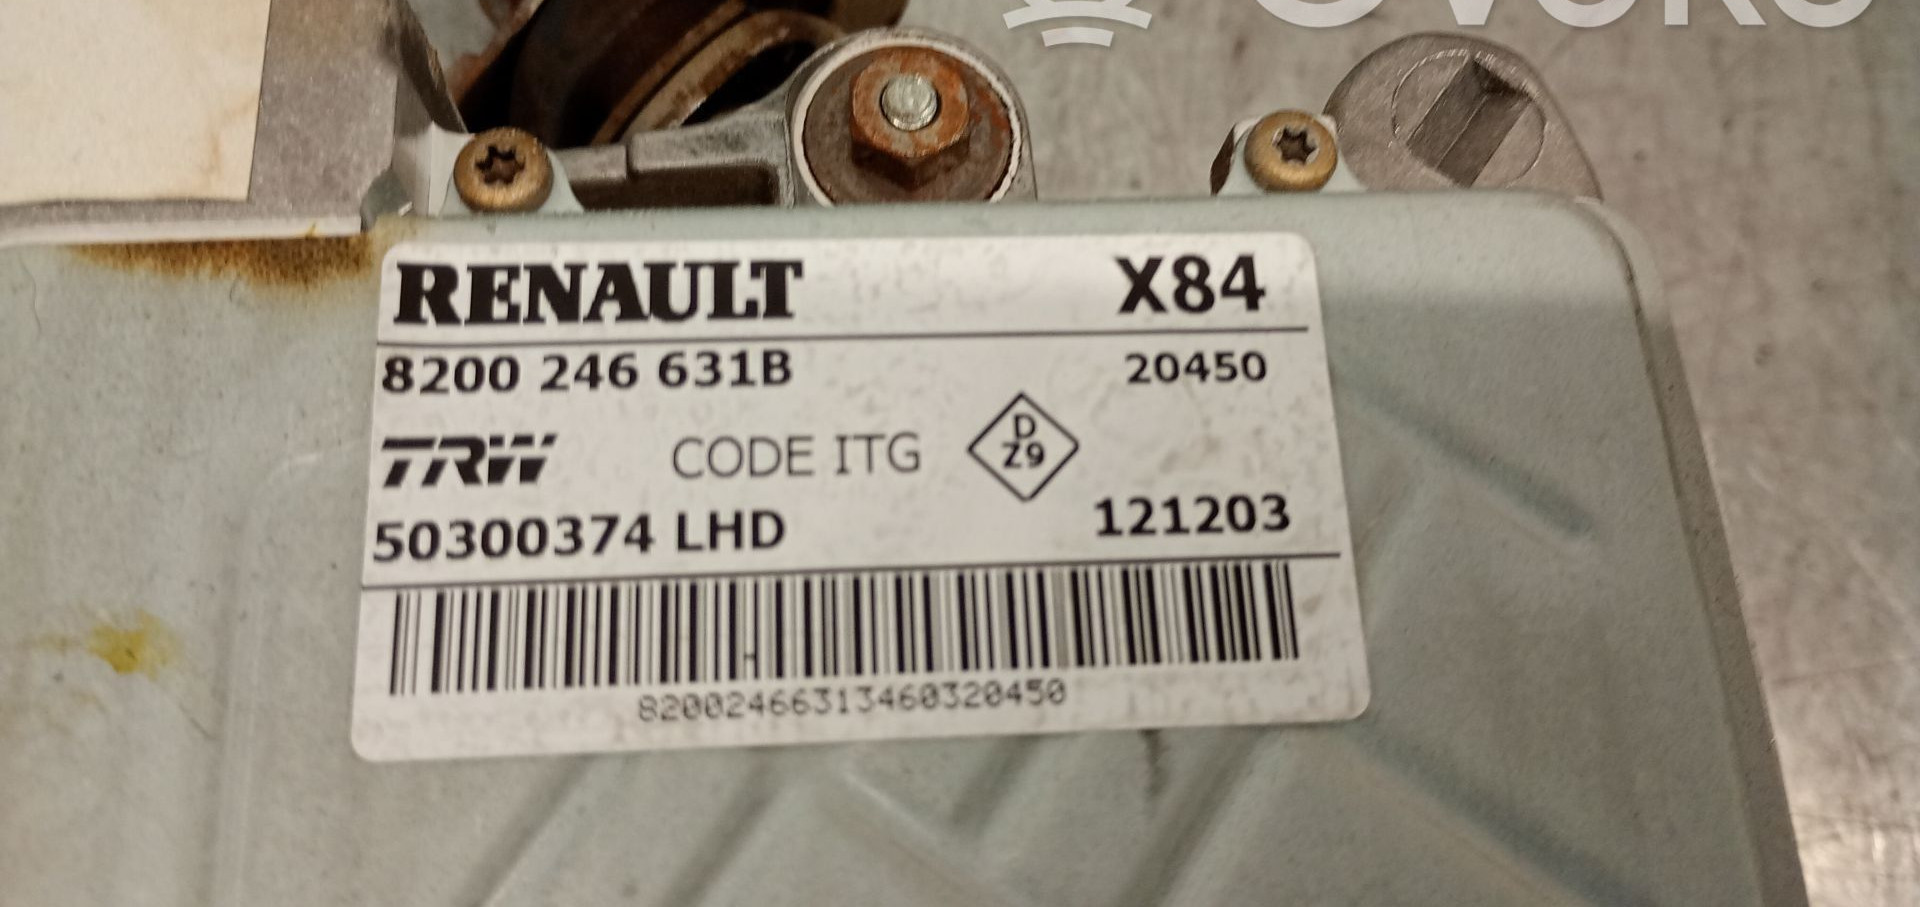 RENAULT X84
8200 246 631B 20450
TRW CODE ITG D Z9
50300374 LHD 121203
82002466313460320450